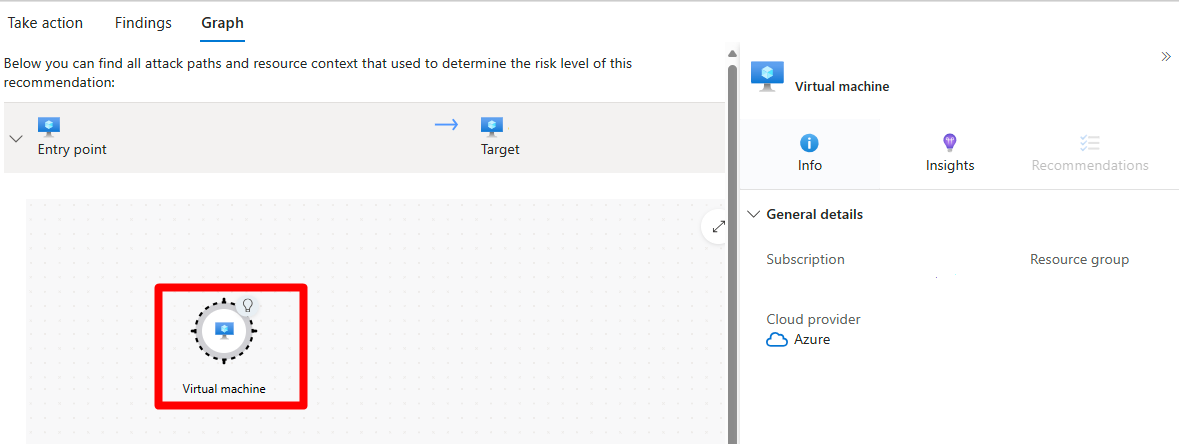 Take action
Findings
Graph
Below you can find all attack paths and resource context that used to determine the risk level of this
recommendation:
Entry point
Target
Virtual machine
Virtual machine
Info
Insights
Recommendations
General details
Subscription
Resource group
Cloud provider
Azure